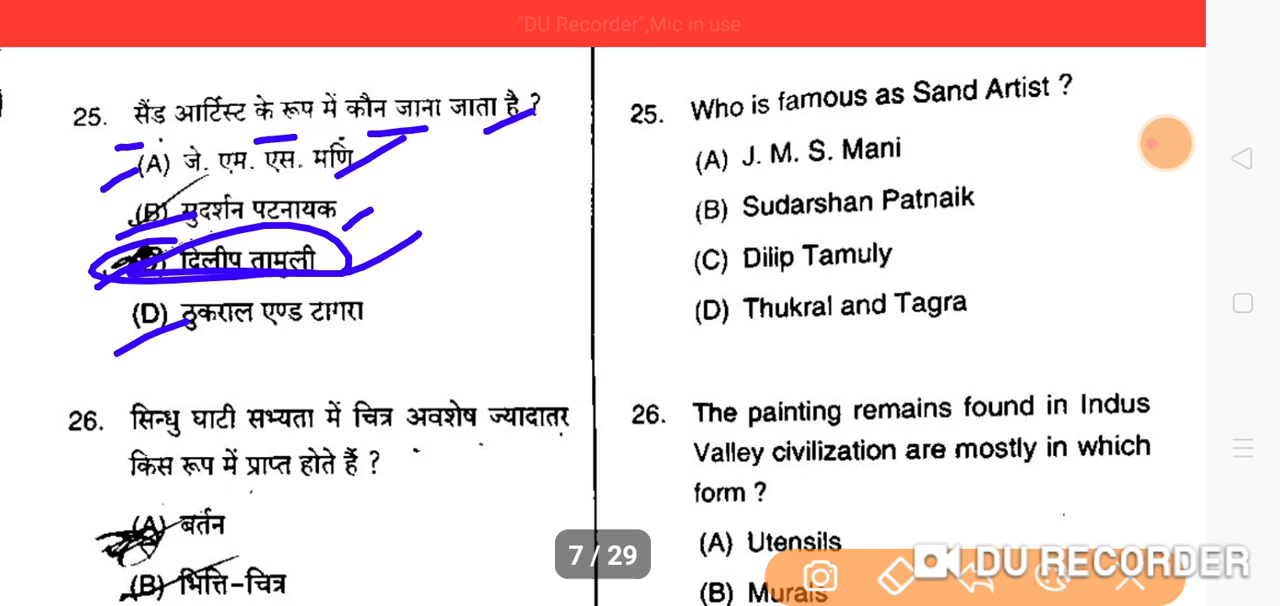 "DU Recorder",Mic in use
25. सैंड आर्टिस्ट के रूप में कौन जाना जाता है ?
(A) जे. एम. एस. मणि
(B) सुदर्शन पटनायक
दिलीप तामुली
(D) ठुकराल एण्ड टागरा
26. सिन्धु घाटी सभ्यता में चित्र अवशेष ज्यादातर
किस रूप में प्राप्त होते हैं ?
(A) बर्तन
(B) भित्ति-चित्र
25. Who is famous as Sand Artist ?
(A) J. M. S. Mani
(B) Sudarshan Patnaik
(C) Dilip Tamuly
(D) Thukral and Tagra
26. The painting remains found in Indus
Valley civilization are mostly in which
form ?
(A) Utensils
(B) Murals
7 / 29
DU RECORDER